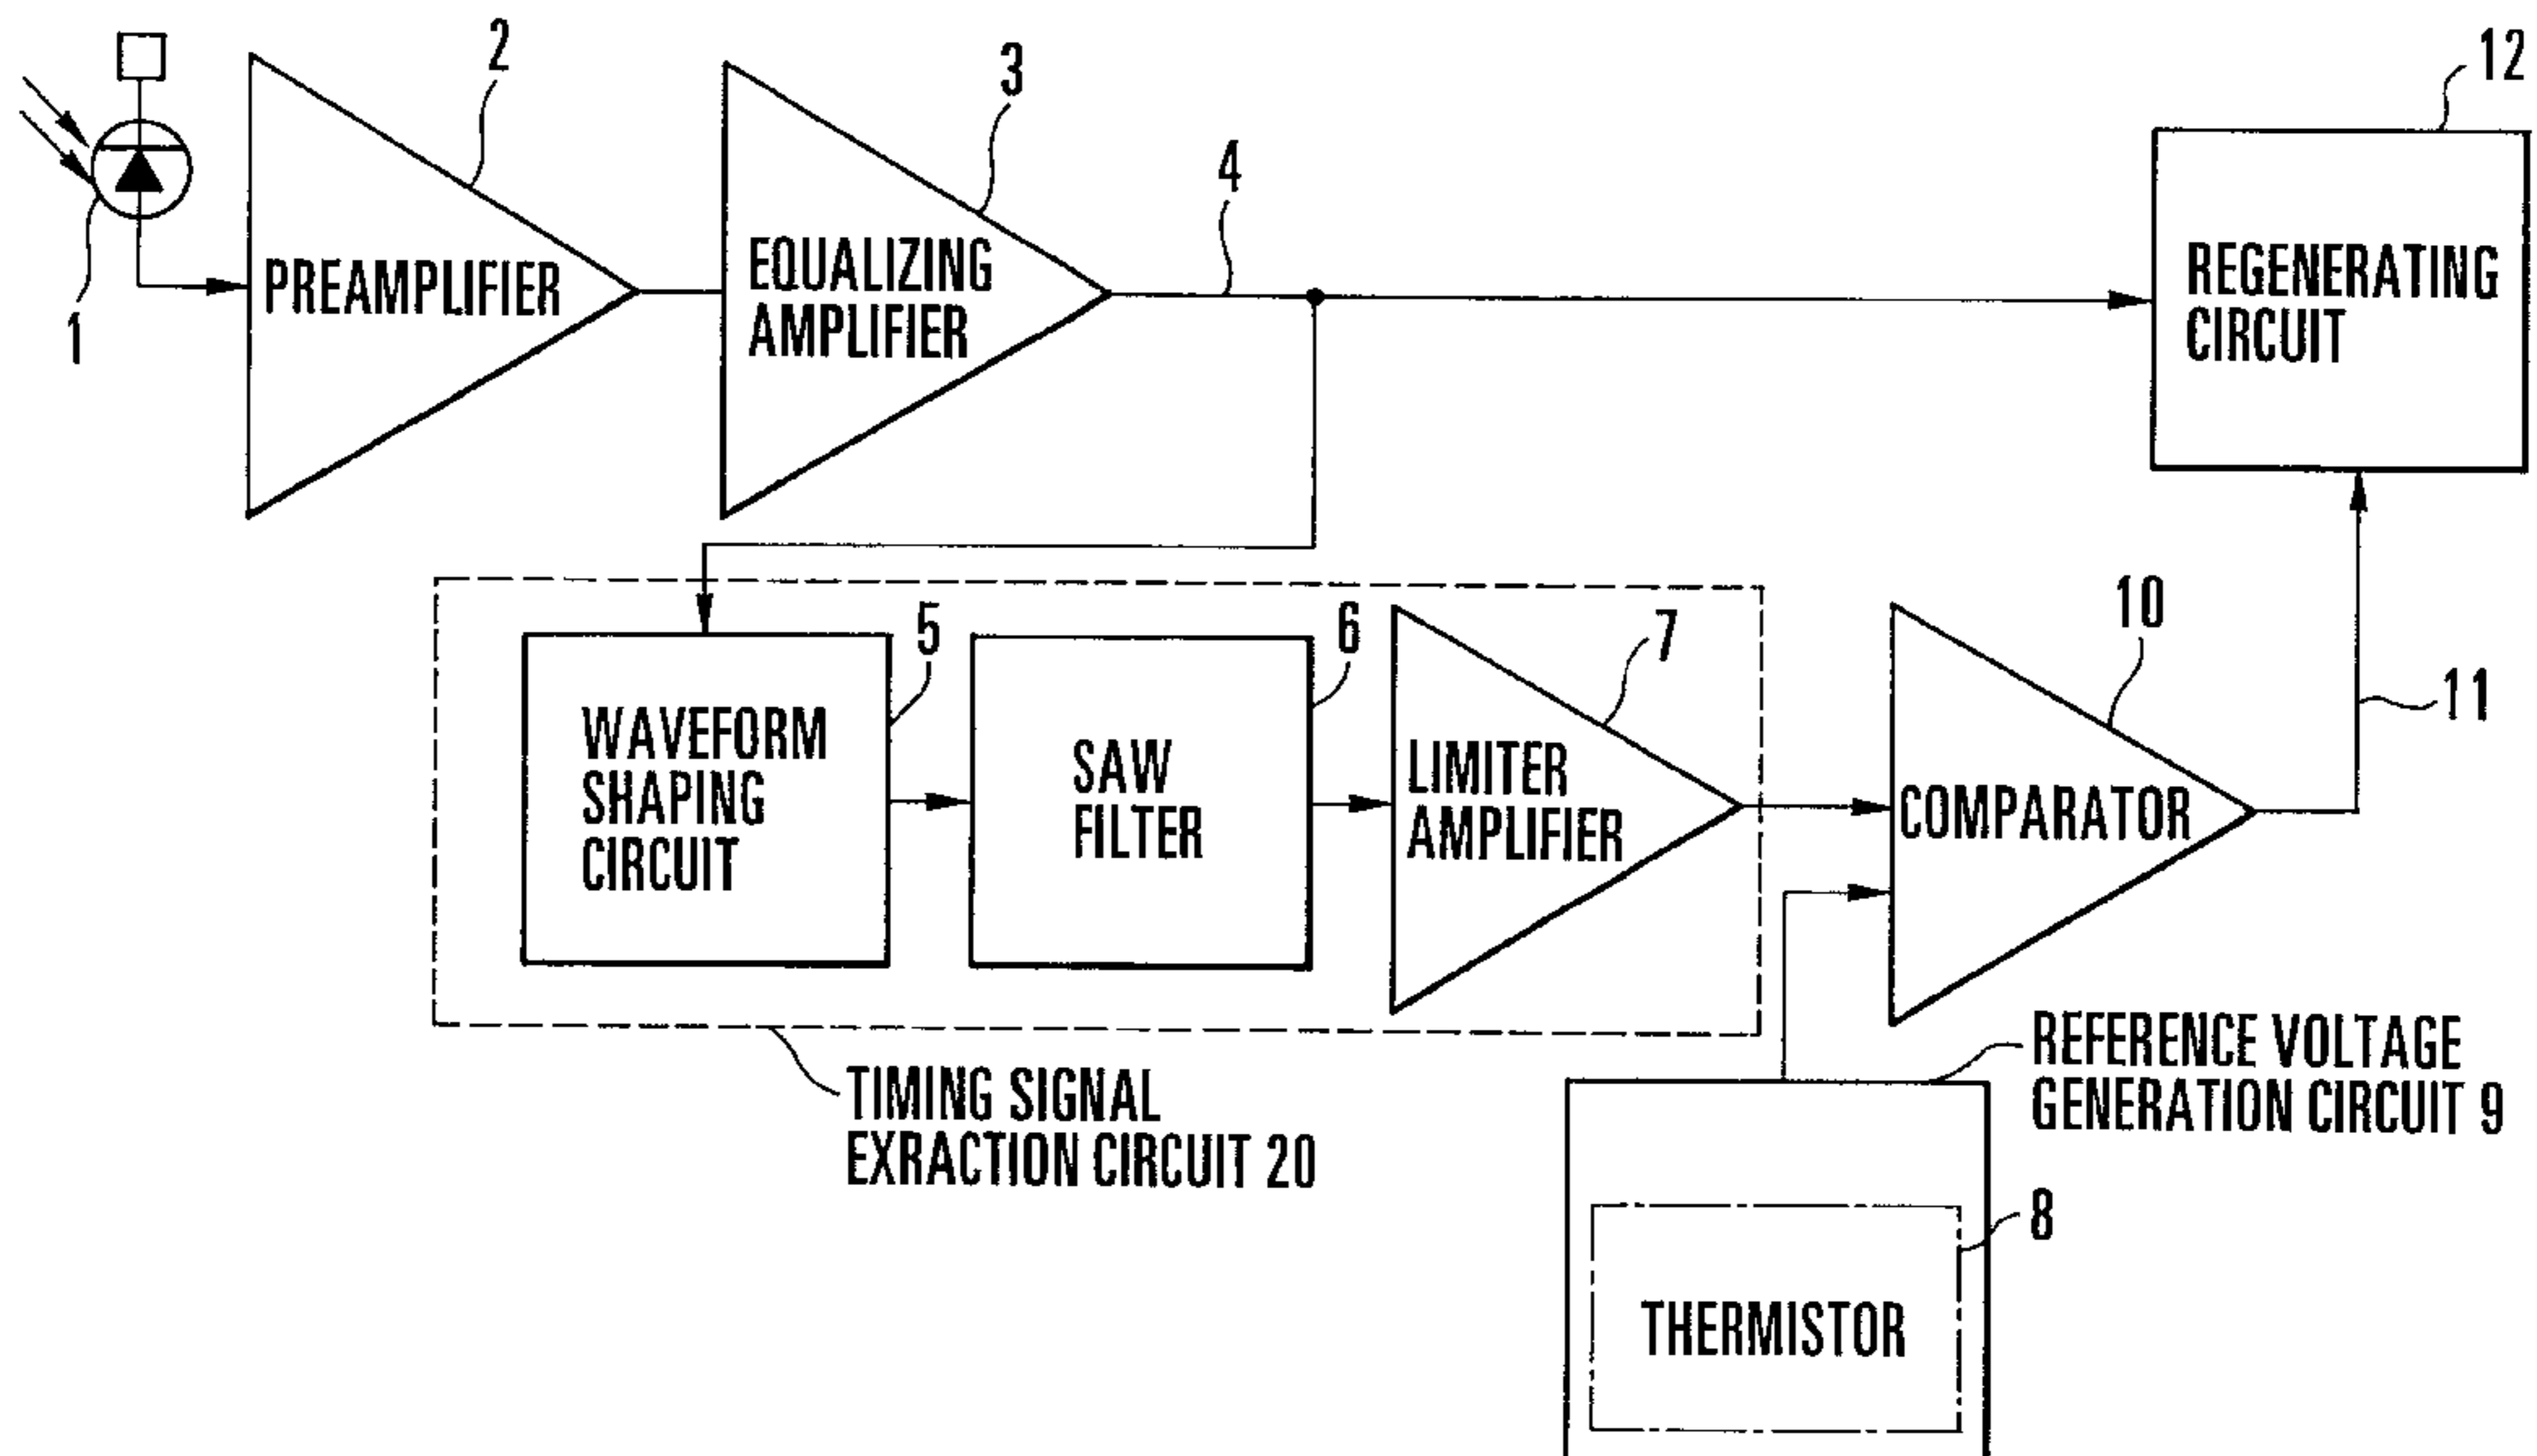 1
2
PREAMPLIFIER
3
EQUALIZING
AMPLIFIER
4
12
REGENERATING
CIRCUIT
5
WAVEFORM
SHAPING
CIRCUIT
6
SAW
FILTER
7
LIMITER
AMPLIFIER
10
COMPARATOR
11
TIMING SIGNAL
EXRACTION CIRCUIT 20
REFERENCE VOLTAGE
GENERATION CIRCUIT 9
8
THERMISTOR